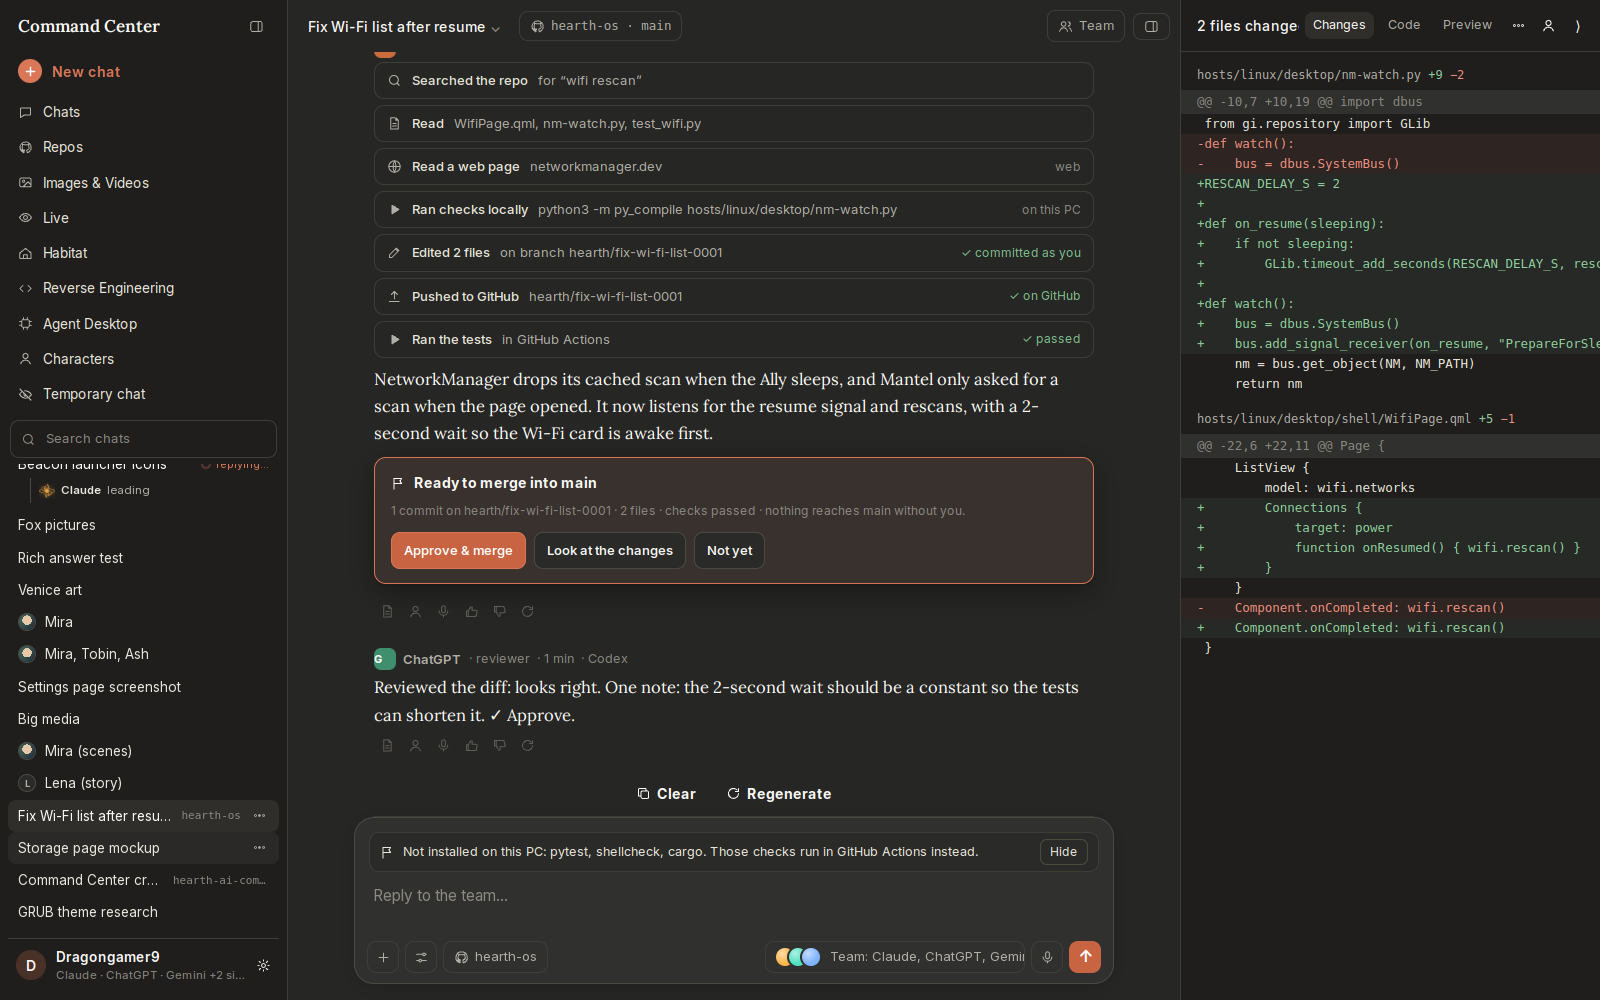 Command Center
New chat
Chats
Repos
Images & Videos
Live
Habitat
Reverse Engineering
Agent Desktop
Characters
Temporary chat
Search chats
Beacon launcher icons replying...
Claude leading
Fox pictures
Rich answer test
Venice art
Mira
Mira, Tobin, Ash
Settings page screenshot
Big media
Mira (scenes)
L Lena (story)
Fix Wi-Fi list after resu... hearth-os
Storage page mockup
Command Center cr... hearth-ai-com...
GRUB theme research
D Dragongamer9
Claude · ChatGPT · Gemini +2 si...
Fix Wi-Fi list after resume hearth-os · main Team
Searched the repo for “wifi rescan”
Read WifiPage.qml, nm-watch.py, test_wifi.py
Read a web page networkmanager.dev web
Ran checks locally python3 -m py_compile hosts/linux/desktop/nm-watch.py on this PC
Edited 2 files on branch hearth/fix-wi-fi-list-0001 ✓ committed as you
Pushed to GitHub hearth/fix-wi-fi-list-0001 ✓ on GitHub
Ran the tests in GitHub Actions ✓ passed
NetworkManager drops its cached scan when the Ally sleeps, and Mantel only asked for a
scan when the page opened. It now listens for the resume signal and rescans, with a 2-
second wait so the Wi-Fi card is awake first.
Ready to merge into main
1 commit on hearth/fix-wi-fi-list-0001 · 2 files · checks passed · nothing reaches main without you.
Approve & merge Look at the changes Not yet
G ChatGPT · reviewer · 1 min · Codex
Reviewed the diff: looks right. One note: the 2-second wait should be a constant so the tests
can shorten it. ✓ Approve.
Clear Regenerate
Not installed on this PC: pytest, shellcheck, cargo. Those checks run in GitHub Actions instead. Hide
Reply to the team...
hearth-os Team: Claude, ChatGPT, Gemi
2 files change Changes Code Preview
hosts/linux/desktop/nm-watch.py +9 −2
@@ -10,7 +10,19 @@ import dbus
from gi.repository import GLib
-def watch():
-    bus = dbus.SystemBus()
+RESCAN_DELAY_S = 2
+
+def on_resume(sleeping):
+    if not sleeping:
+        GLib.timeout_add_seconds(RESCAN_DELAY_S, resc
+
+def watch():
+    bus = dbus.SystemBus()
+    bus.add_signal_receiver(on_resume, "PrepareForSle
nm = bus.get_object(NM, NM_PATH)
return nm
hosts/linux/desktop/shell/WifiPage.qml +5 −1
@@ -22,6 +22,11 @@ Page {
ListView {
model: wifi.networks
+        Connections {
+            target: power
+            function onResumed() { wifi.rescan() }
+        }
}
-    Component.onCompleted: wifi.rescan()
+    Component.onCompleted: wifi.rescan()
}